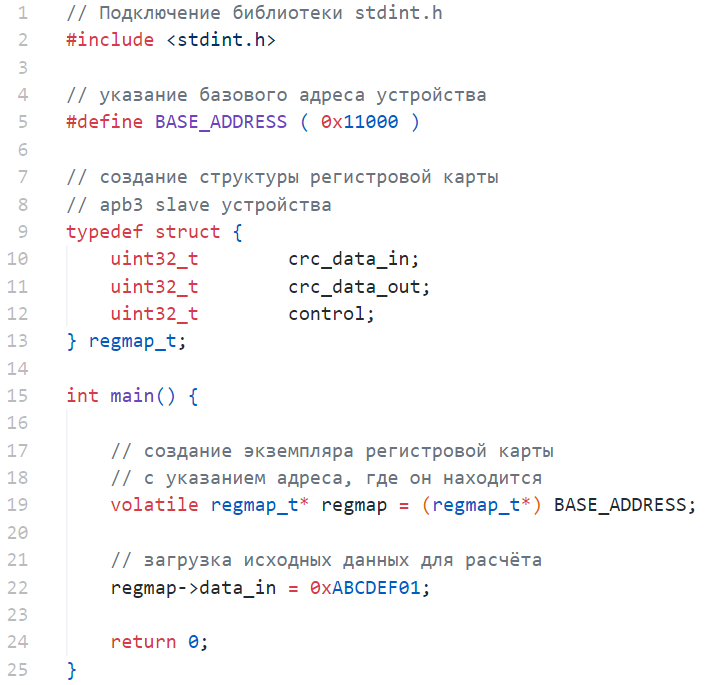 1 // Подключение библиотеки stdint.h
2 #include <stdint.h>
3
4 // указание базового адреса устройства
5 #define BASE_ADDRESS ( 0x11000 )
6
7 // создание структуры регистровой карты
8 // apb3 slave устройства
9 typedef struct {
10     uint32_t        crc_data_in;
11     uint32_t        crc_data_out;
12     uint32_t        control;
13 } regmap_t;
14
15 int main() {
16
17     // создание экземпляра регистровой карты
18     // с указанием адреса, где он находится
19     volatile regmap_t* regmap = (regmap_t*) BASE_ADDRESS;
20
21     // загрузка исходных данных для расчёта
22     regmap->data_in = 0xABCDEF01;
23
24     return 0;
25 }